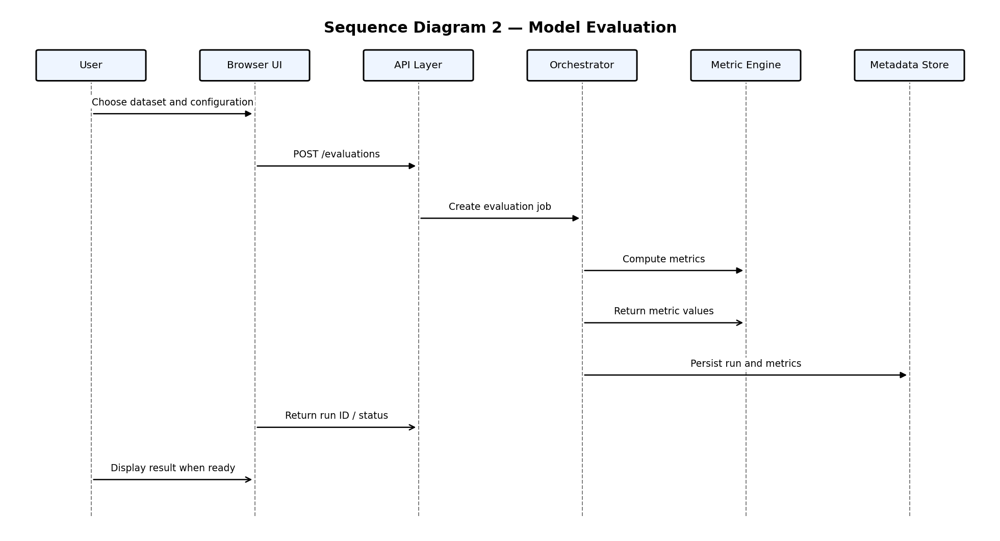 Sequence Diagram 2 — Model Evaluation
User
Browser UI
API Layer
Orchestrator
Metric Engine
Metadata Store
Choose dataset and configuration
POST /evaluations
Create evaluation job
Compute metrics
Return metric values
Persist run and metrics
Return run ID / status
Display result when ready